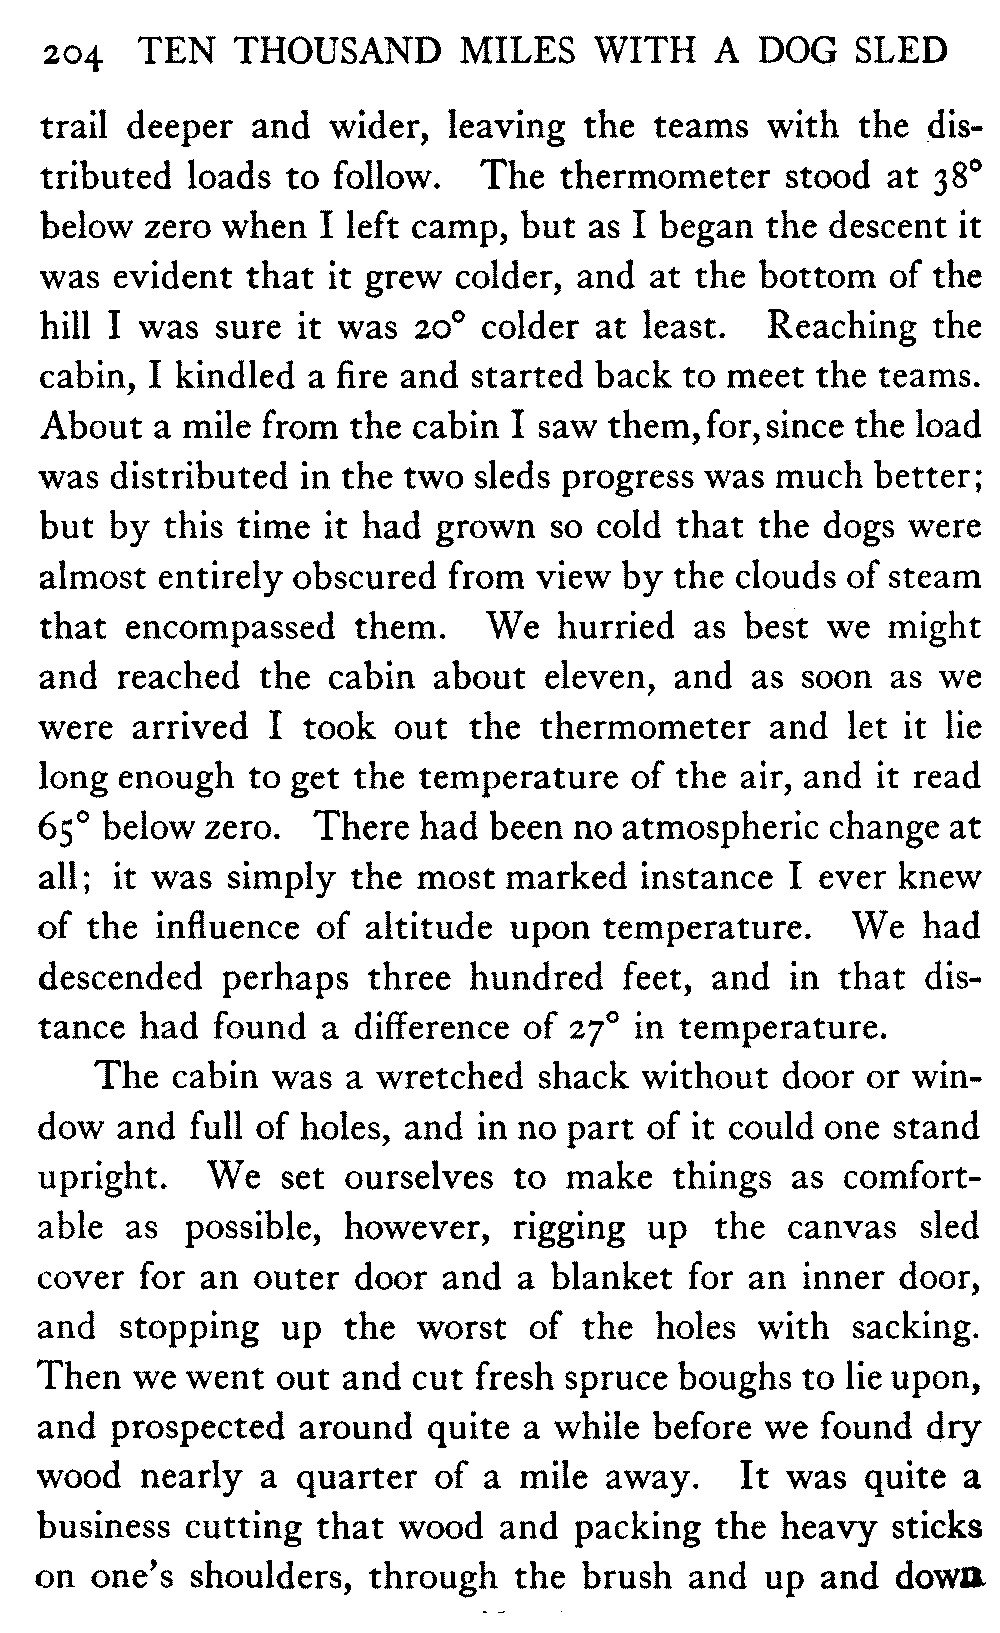 204 TEN THOUSAND MILES WITH A DOG SLED
trail deeper and wider, leaving the teams with the dis-
tributed loads to follow. The thermometer stood at 38°
below zero when I left camp, but as I began the descent it
was evident that it grew colder, and at the bottom of the
hill I was sure it was 20° colder at least. Reaching the
cabin, I kindled a fire and started back to meet the teams.
About a mile from the cabin I saw them, for, since the load
was distributed in the two sleds progress was much better;
but by this time it had grown so cold that the dogs were
almost entirely obscured from view by the clouds of steam
that encompassed them. We hurried as best we might
and reached the cabin about eleven, and as soon as we
were arrived I took out the thermometer and let it lie
long enough to get the temperature of the air, and it read
65° below zero. There had been no atmospheric change at
all; it was simply the most marked instance I ever knew
of the influence of altitude upon temperature. We had
descended perhaps three hundred feet, and in that dis-
tance had found a difference of 27° in temperature.
The cabin was a wretched shack without door or win-
dow and full of holes, and in no part of it could one stand
upright. We set ourselves to make things as comfort-
able as possible, however, rigging up the canvas sled
cover for an outer door and a blanket for an inner door,
and stopping up the worst of the holes with sacking.
Then we went out and cut fresh spruce boughs to lie upon,
and prospected around quite a while before we found dry
wood nearly a quarter of a mile away. It was quite a
business cutting that wood and packing the heavy sticks
on one's shoulders, through the brush and up and down